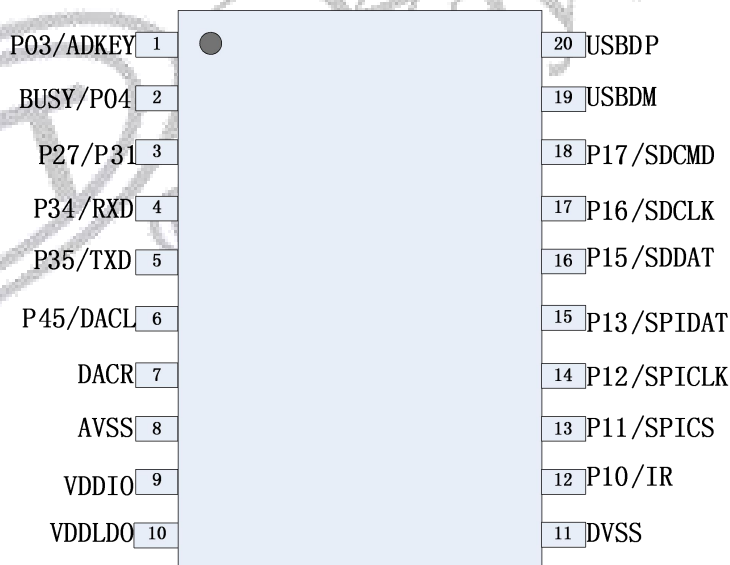 P03/ADKEY 1 20 USBDP
BUSY/P04 2 19 USBDM
P27/P31 3 18 P17/SDCMD
P34/RXD 4 17 P16/SDCLK
P35/TXD 5 16 P15/SDDAT
P45/DACL 6 15 P13/SPIDAT
DACR 7 14 P12/SPICLK
AVSS 8 13 P11/SPICS
VDDIO 9 12 P10/IR
VDDLDO 10 11 DVSS